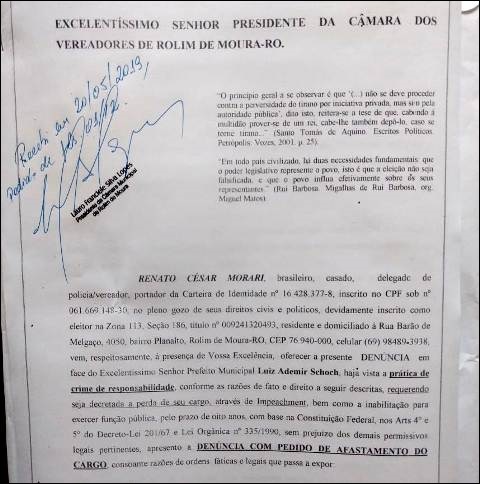 EXCELENTÍSSIMO SENHOR PRESIDENTE DA CÂMARA DOS
VEREADORES DE ROLIM DE MOURA-RO.
Recebi em 20/05/2019,
"O princípio geral a se observar é que '(...) não se deve proceder
contra a perversidade do tirano por iniciativa privada, mas si-o pela
autoridade pública', dito isto, reitera-se a tese de que, cabendo à
multidão prover-se de um rei, cabe-lhe também depô-lo, caso se
torne tirano..." (Santo Tomás de Aquino. Escritos Políticos.
Petrópolis: Vozes, 2001. p. 25).
"Em todo país civilizado, há duas necessidades fundamentais: que
o poder legislativo represente o povo, isto é que a eleição não seja
falsificada, e que o povo influa efetivamente sobre os seus
representantes." (Rui Barbosa. Migalhas de Rui Barbosa, org.
Miguel Matos).
Presidente da Câmara Municipal
de Rolim de Moura
RENATO CÉSAR MORARI, brasileiro, casado, delegado de
policia/vereador, portador da Carteira de Identidade nº 16.428.377-8, inscrito no CPF sob nº
061.669.148-30, no pleno gozo de seus direitos civis e políticos, devidamente inscrito como
eleitor na Zona 113, Seção 186, título nº 009241320493, residente e domiciliado à Rua Barão de
Melgaço, 4050, bairro Planalto, Rolim de Moura-RO, CEP 76.940-000, celular (69) 98489-3938,
vem, respeitosamente, à presença de Vossa Excelência, oferecer a presente DENÚNCIA em
face do Excelentíssimo Senhor Prefeito Municipal Luiz Ademir Schoch, hajá vista a prática de
crime de responsabilidade, conforme as razões de fato e direito a seguir descritas, requerendo
seja decretada a perda de seu cargo, através de Impeachment, bem como a inabilitação para
exercer função pública, pelo prazo de oito anos, com base na Constituição Federal, nos Arts 4º e
5º do Decreto-Lei 201/67 e Lei Orgânica nº 335/1990, sem prejuízo dos demais permissivos
legais pertinentes, apresento a DENÚNCIA COM PEDIDO DE AFASTAMENTO DO
CARGO, consoante razões de ordens fáticas e legais que passa a expor: